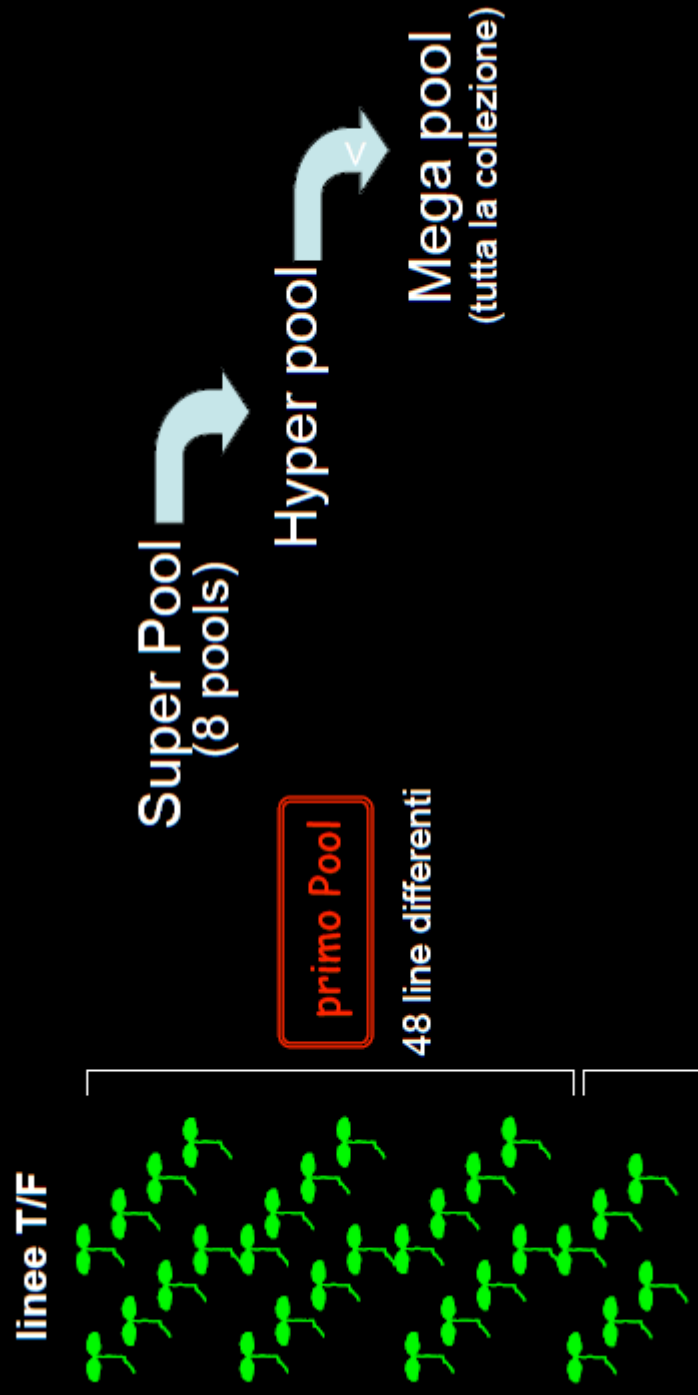 linee T/F
primo Pool
48 line differenti
Super Pool
(8 pools)
Hyper pool
V
Mega pool
(tutta la collezione)